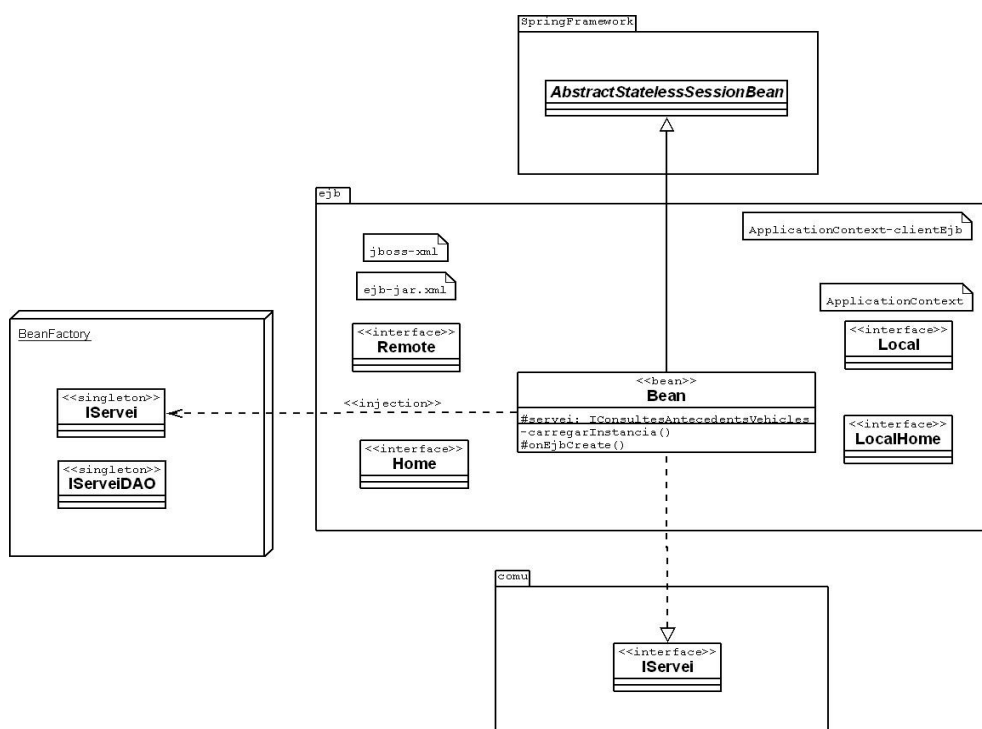 SpringFramework
AbstractStatelessSessionBean
ejb
jboss-xml
ejb-jar.xml
<<interface>>
Remote
ApplicationContext-clientEjb
ApplicationContext
<<interface>>
Local
BeanFactory
<<singleton>>
IServei
<<singleton>>
IServeiDAO
<<injection>>
<<interface>>
Home
<<bean>>
Bean
#servei: IConsultesAntecedentsVehicles
-carregarInstancia()
#onEjbCreate()
<<interface>>
LocalHome
comu
<<interface>>
IServei